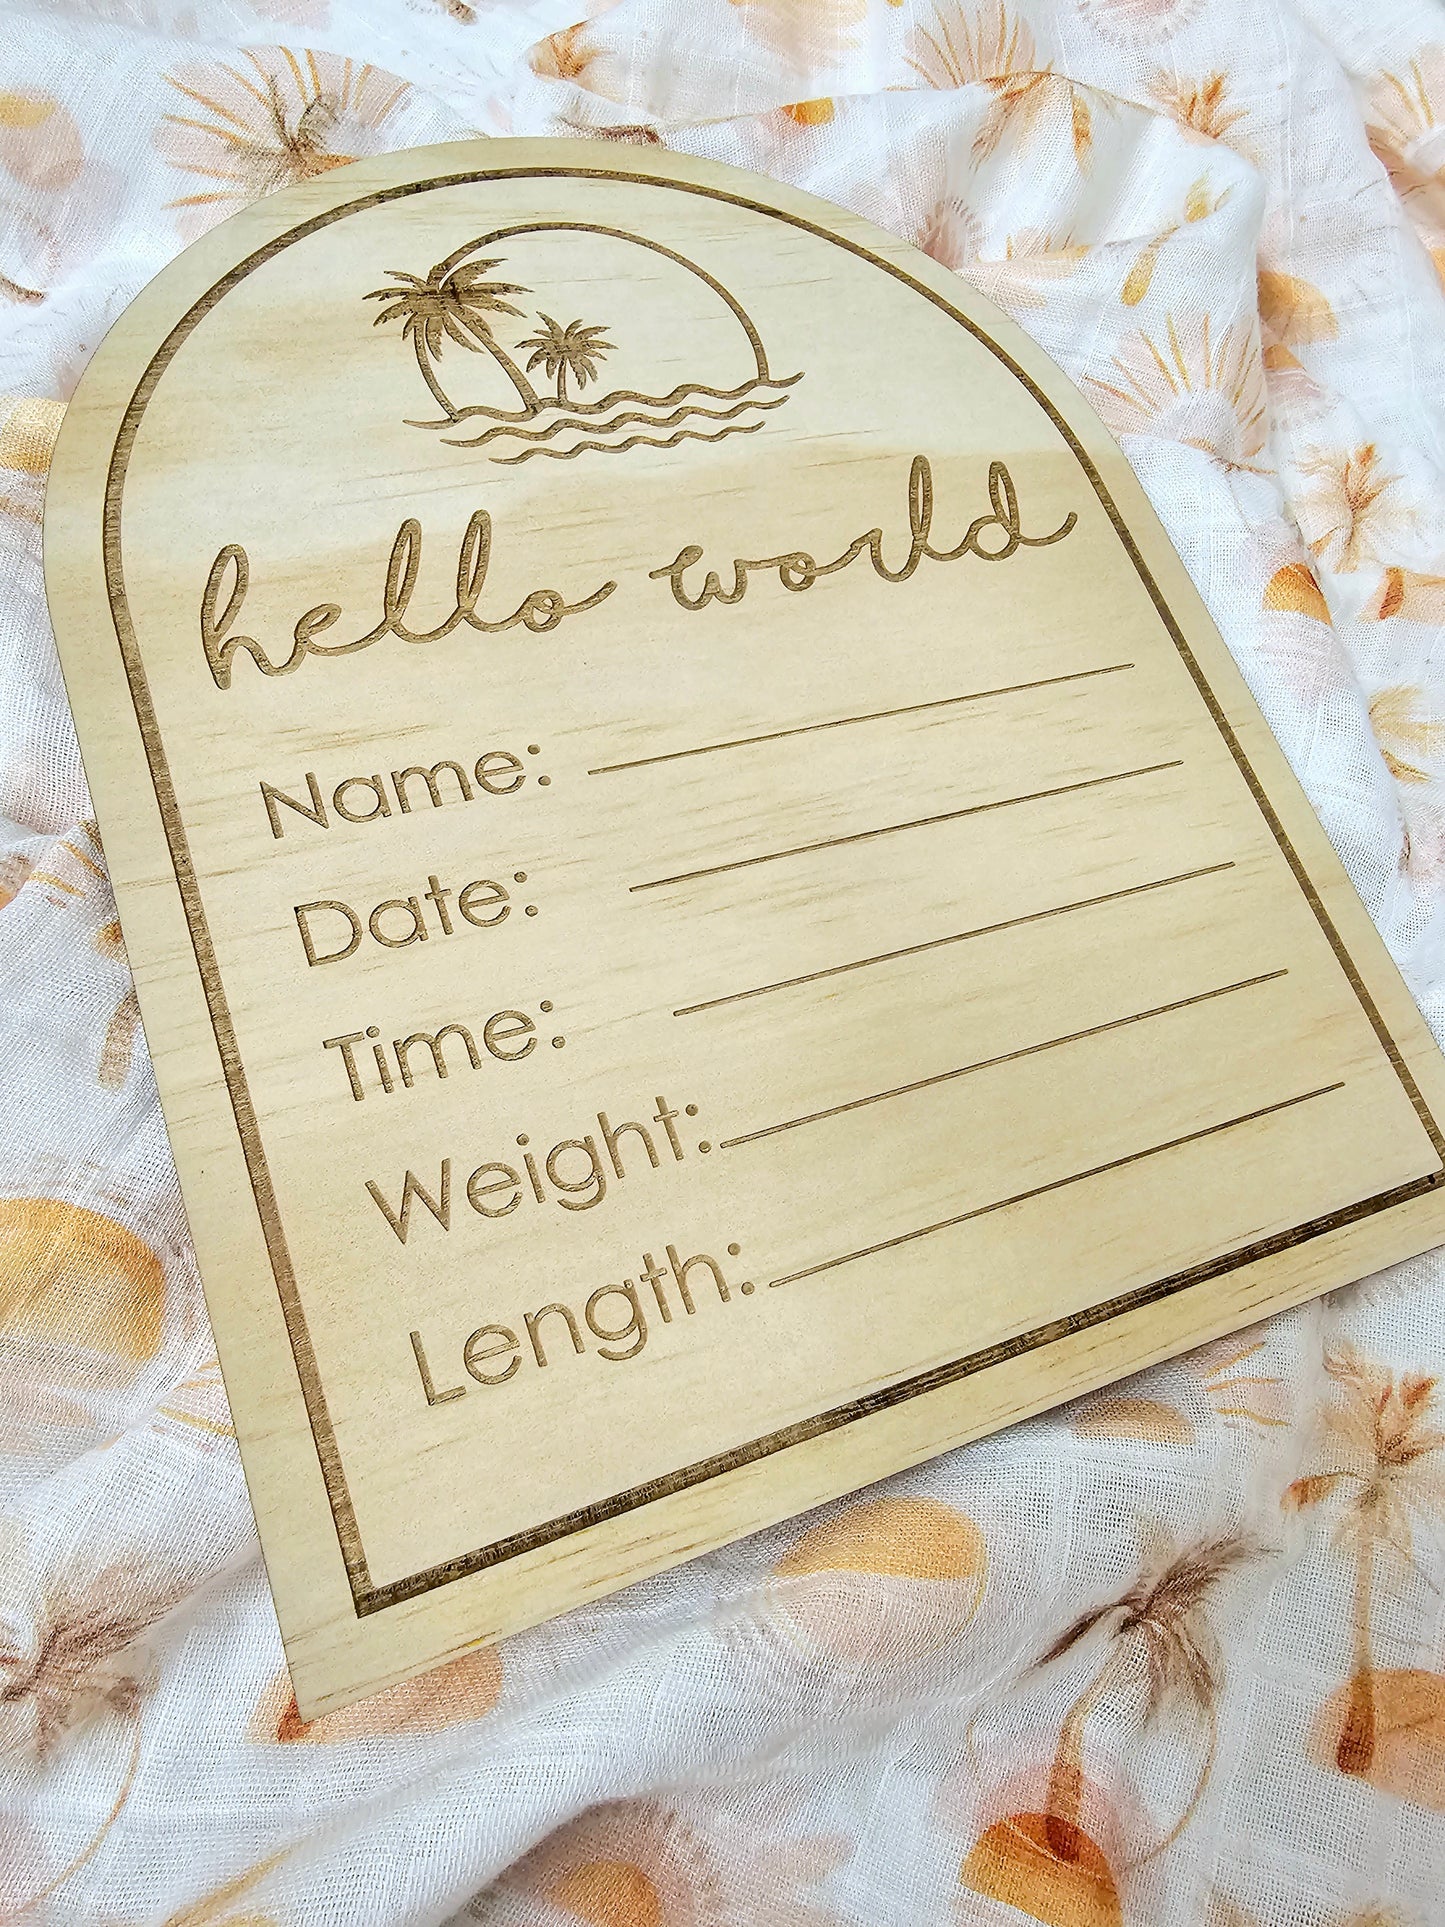 hello world
Name:
Date:
Time:
Weight:
Length: